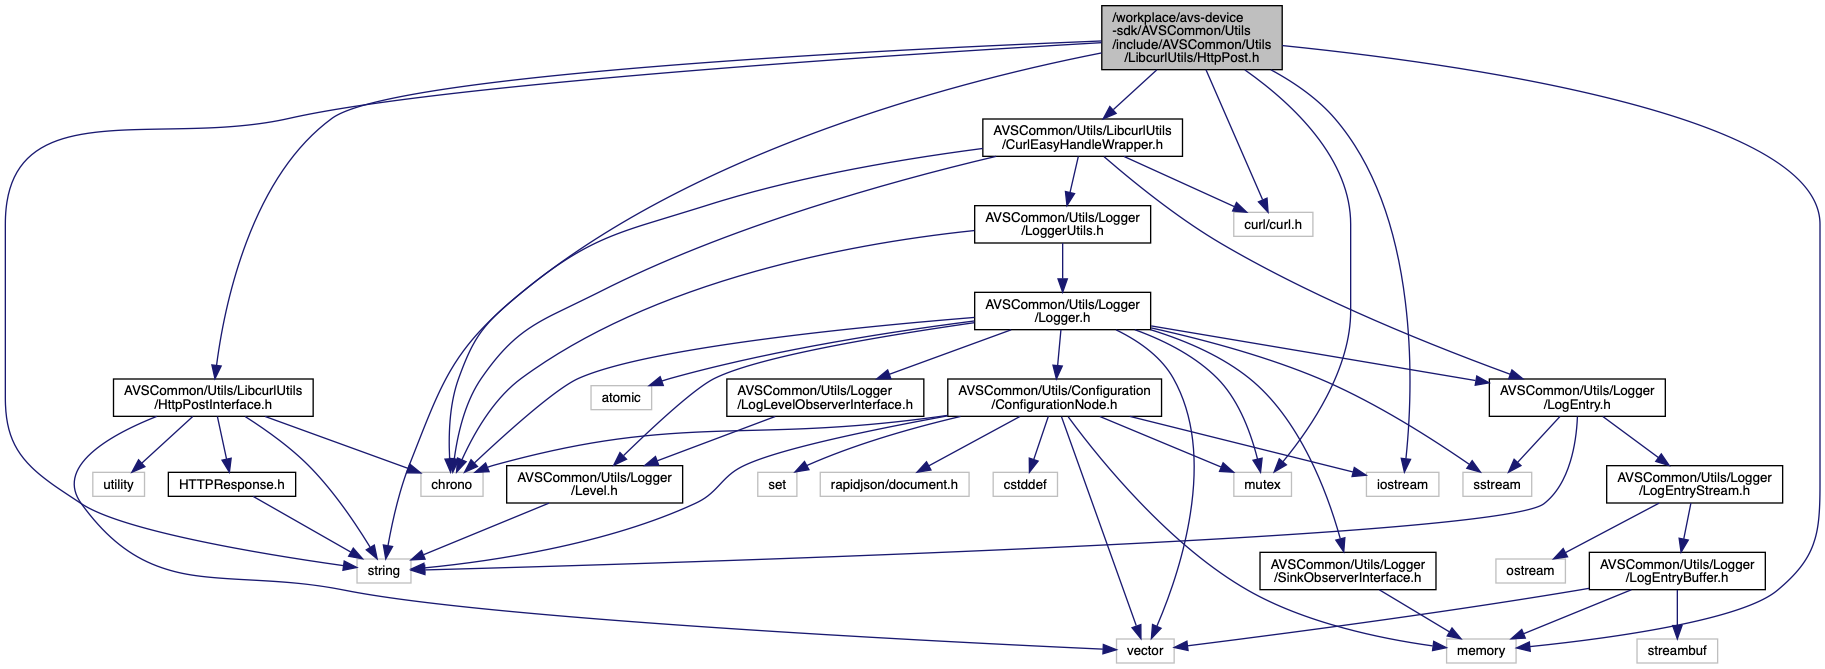 /workplace/avs-device
-sdk/AVSCommon/Utils
/include/AVSCommon/Utils
/LibcurlUtils/HttpPost.h
AVSCommon/Utils/LibcurlUtils
/CurlEasyHandleWrapper.h
AVSCommon/Utils/Logger
/LoggerUtils.h
curl/curl.h
AVSCommon/Utils/Logger
/Logger.h
AVSCommon/Utils/LibcurlUtils
/HttpPostInterface.h
atomic
AVSCommon/Utils/Logger
/LogLevelObserverInterface.h
AVSCommon/Utils/Configuration
/ConfigurationNode.h
AVSCommon/Utils/Logger
/LogEntry.h
utility
HTTPResponse.h
chrono
AVSCommon/Utils/Logger
/Level.h
set
rapidjson/document.h
cstddef
mutex
iostream
sstream
AVSCommon/Utils/Logger
/LogEntryStream.h
string
AVSCommon/Utils/Logger
/SinkObserverInterface.h
ostream
AVSCommon/Utils/Logger
/LogEntryBuffer.h
vector
memory
streambuf